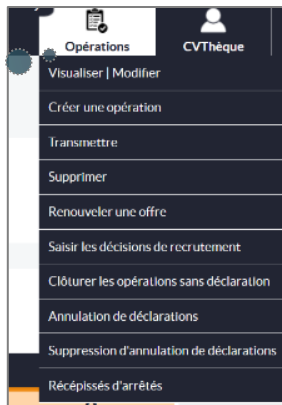 Opérations
CVThèque
Visualiser | Modifier
Créer une opération
Transmettre
Supprimer
Renouveler une offre
Saisir les décisions de recrutement
Clôturer les opérations sans déclaration
Annulation de déclarations
Suppression d'annulation de déclarations
Récépissés d'arrêtés